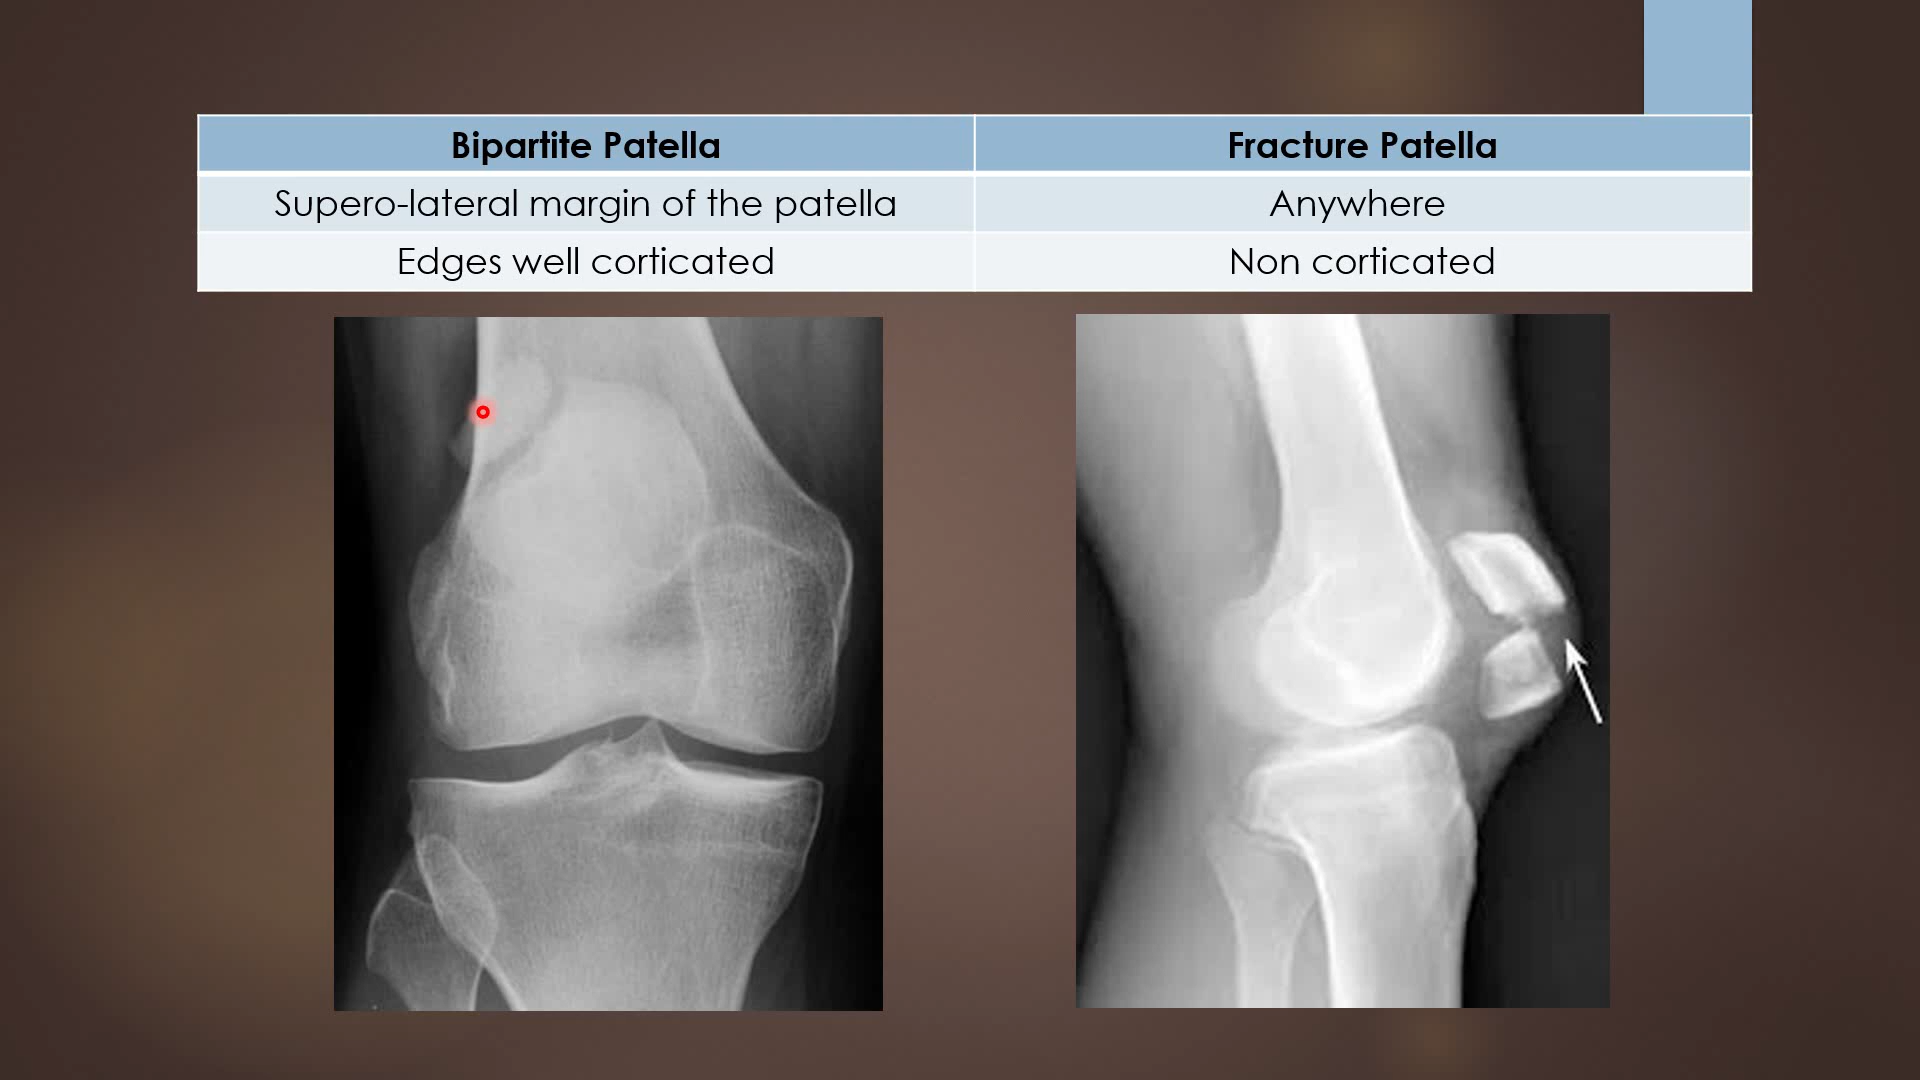 Bipartite Patella
Fracture Patella
Supero-lateral margin of the patella
Anywhere
Edges well corticated
Non corticated